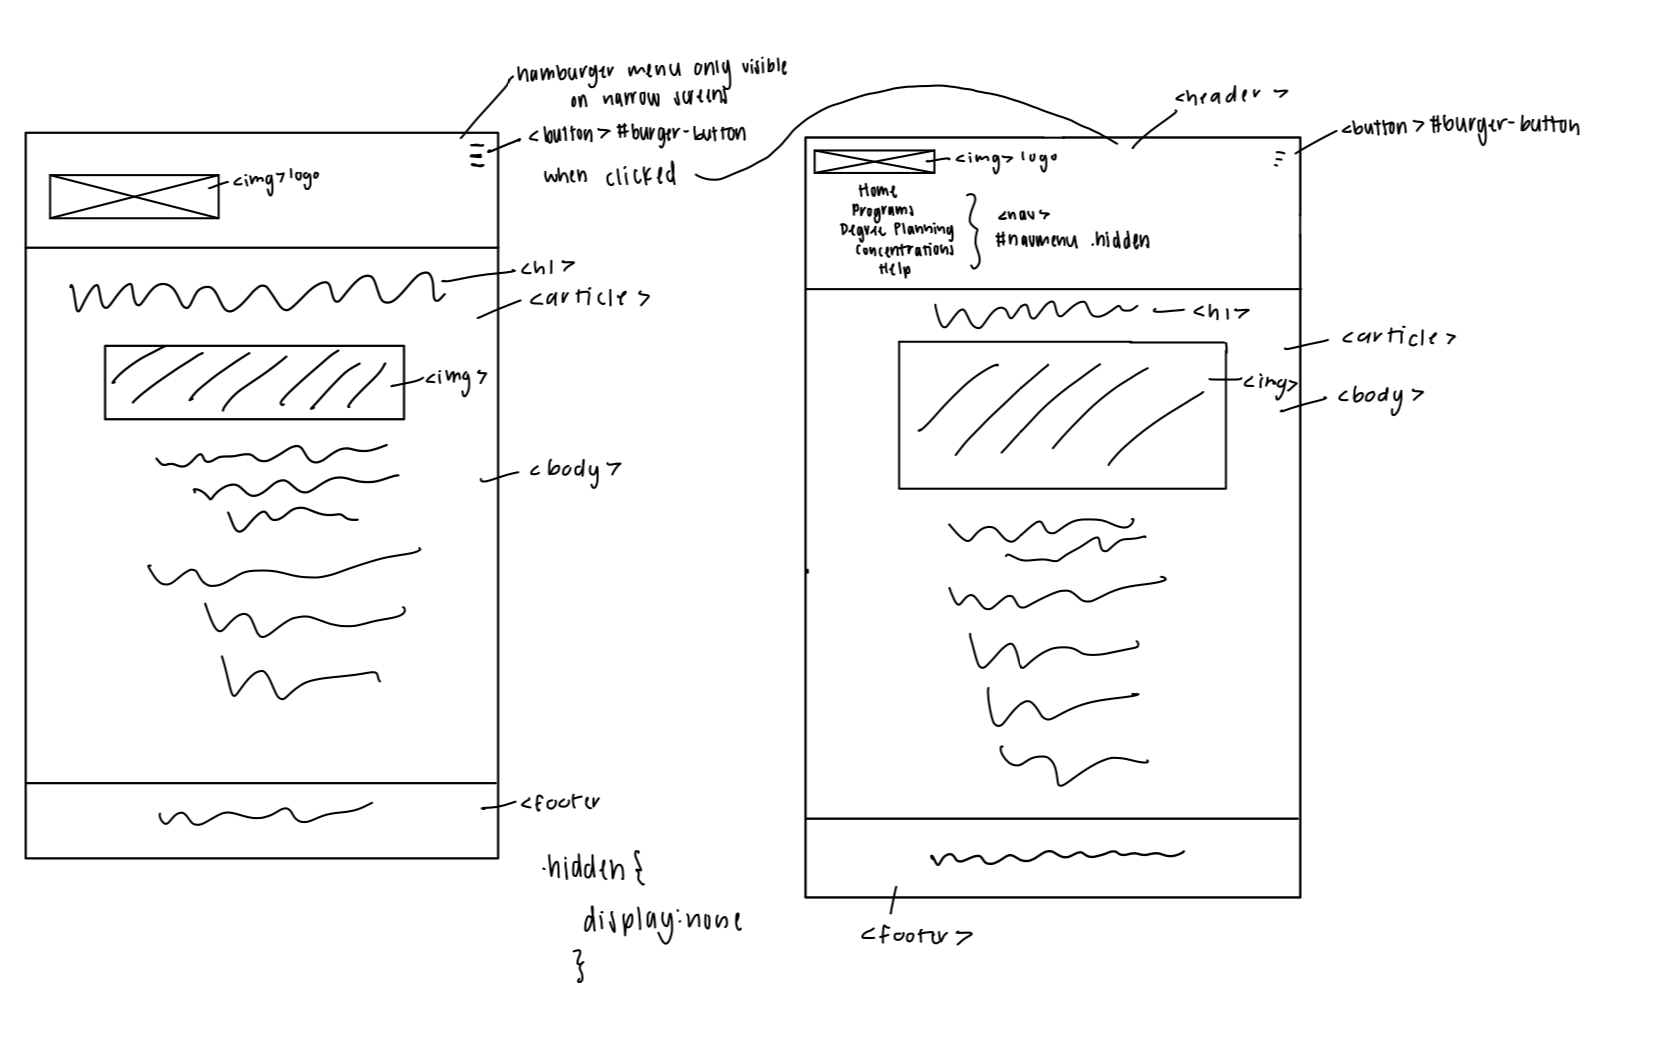 hamburger menu only visible
on narrow screens
<button> #burger-button
when clicked
<img> logo
<h1>
<article>
<img>
<body>
<footer
.hidden {
display:none
}
<header>
<button> #burger-button
<img> logo
Home
Programs
Degree Planning
Concentrations
Help
<nav>
#navmenu .hidden
<h1>
<article>
<img>
<body>
<footer>